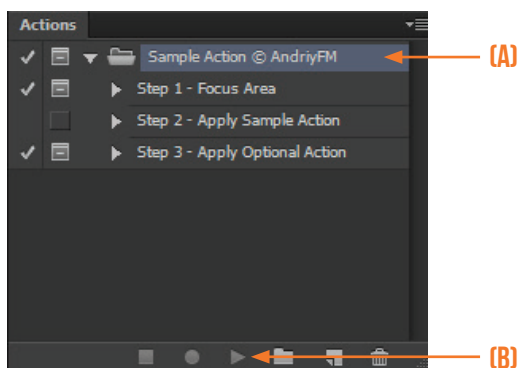 Actions
Sample Action © AndriyFM (A)
Step 1 - Focus Area
Step 2 - Apply Sample Action
Step 3 - Apply Optional Action
(B)